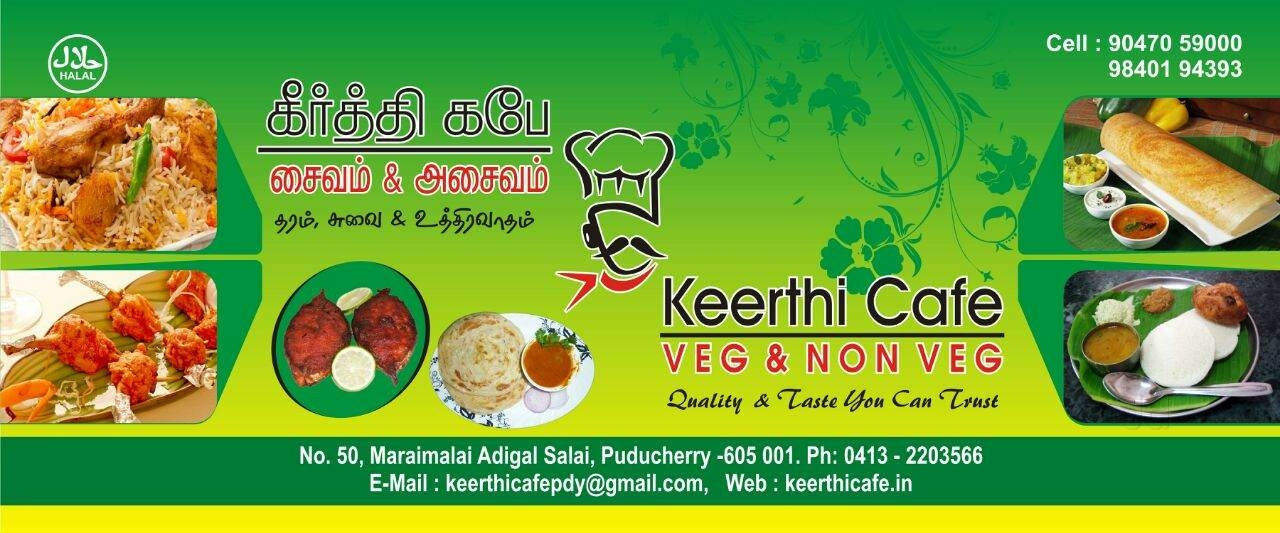 حلال
HALAL
Cell : 90470 59000
98401 94393
கீர்த்தி கபே
சைவம் & அசைவம்
தரம், சுவை & உத்திரவாதம்
Keerthi Cafe
VEG & NON VEG
Quality & Taste You Can Trust
No. 50, Maraimalai Adigal Salai, Puducherry -605 001. Ph: 0413 - 2203566
E-Mail : keerthicafepdy@gmail.com, Web : keerthicafe.in